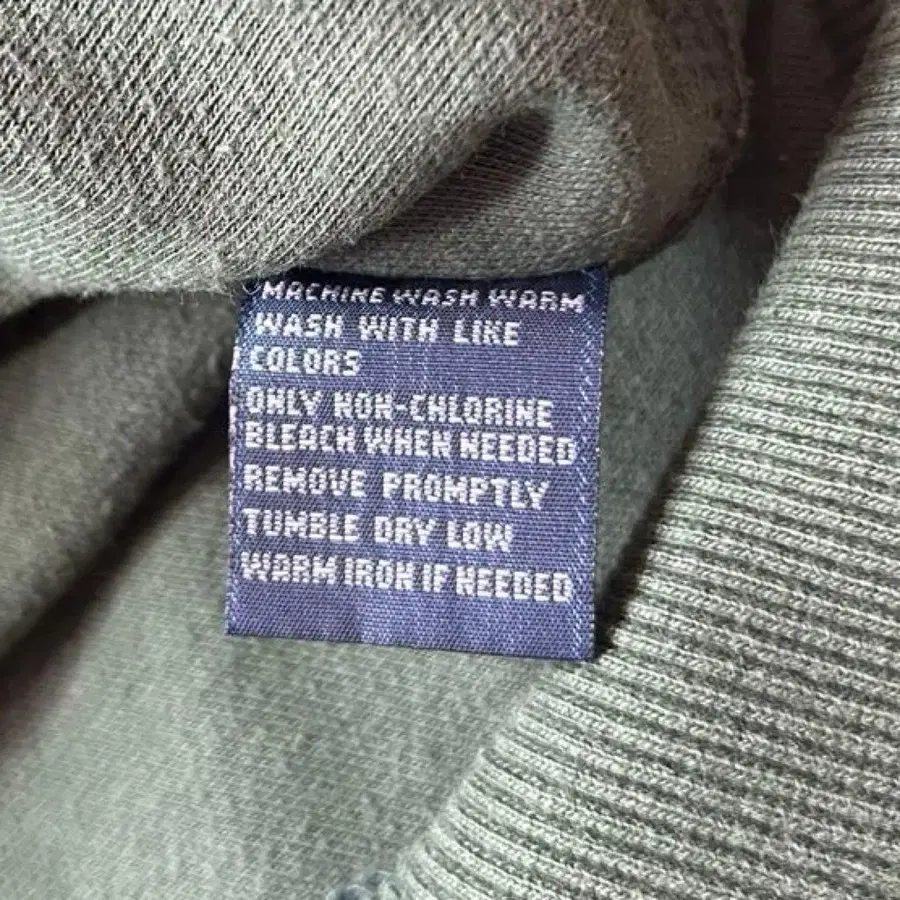 MACHINE WASH WARM
WASH WITH LIKE
COLORS
ONLY NON-CHLORINE
BLEACH WHEN NEEDED
REMOVE PROMPTLY
TUMBLE DRY LOW
WARM IRON IF NEEDED